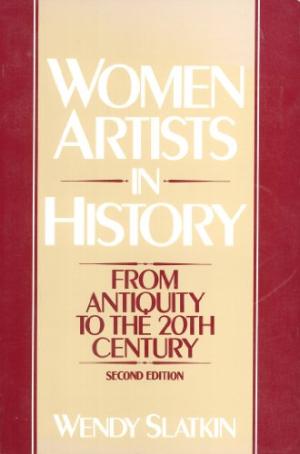 WOMEN
ARTISTS
IN
HISTORY
FROM
ANTIQUITY
TO THE 20TH
CENTURY
SECOND EDITION
WENDY SLATKIN